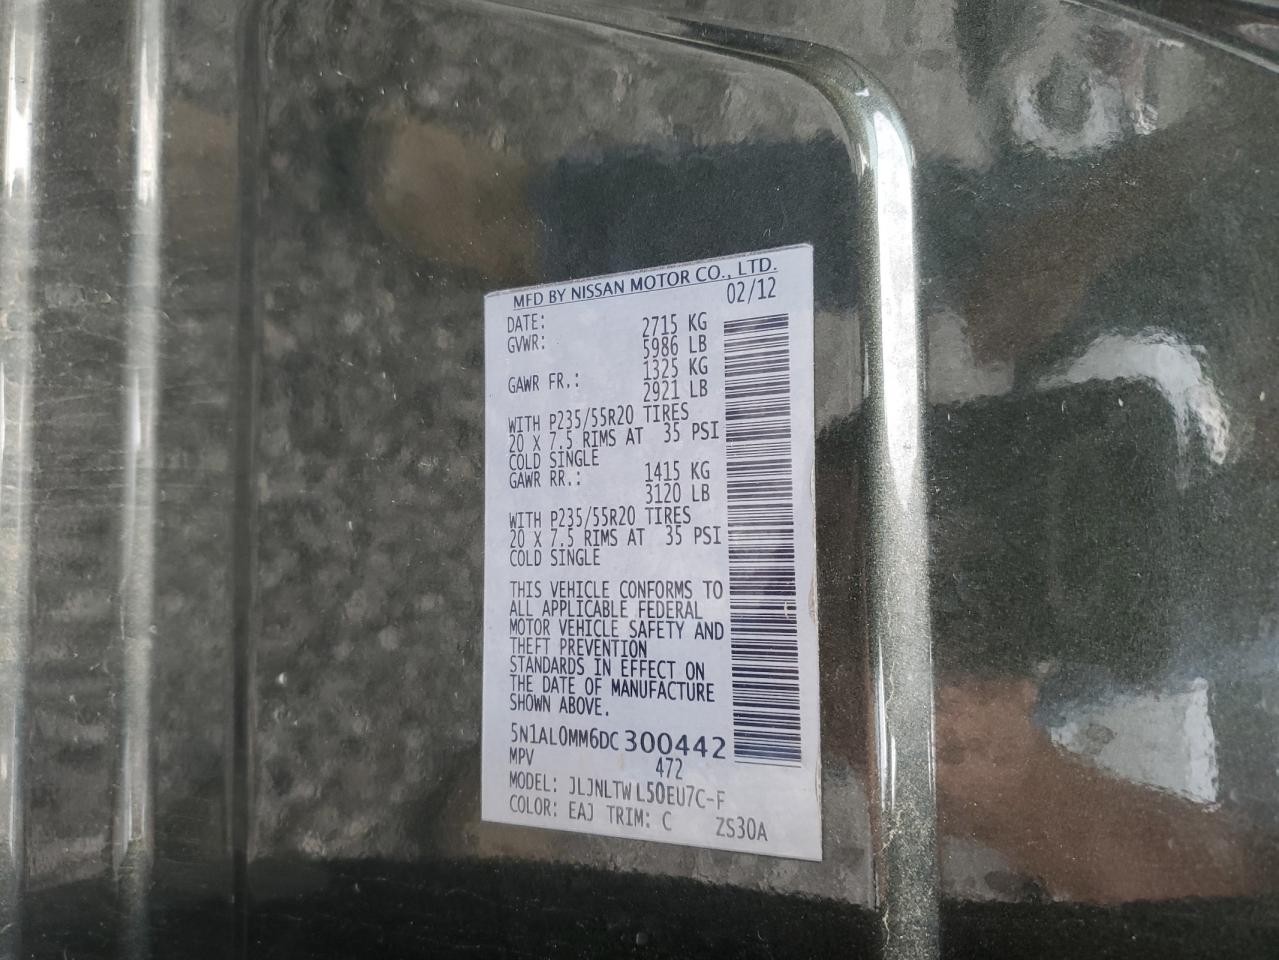 MFD BY NISSAN MOTOR CO., LTD.
DATE: 02/12
GVWR: 2715 KG
5986 LB
GAWR FR.: 1325 KG
2921 LB
WITH P235/55R20 TIRES
20 X 7.5 RIMS AT 35 PSI
COLD SINGLE
GAWR RR.: 1415 KG
3120 LB
WITH P235/55R20 TIRES
20 X 7.5 RIMS AT 35 PSI
COLD SINGLE
THIS VEHICLE CONFORMS TO
ALL APPLICABLE FEDERAL
MOTOR VEHICLE SAFETY AND
THEFT PREVENTION
STANDARDS IN EFFECT ON
THE DATE OF MANUFACTURE
SHOWN ABOVE.
5N1AL0MM6DC300442
MPV 472
MODEL: JLJNLTWL50EU7C-F
COLOR: EAJ TRIM: C ZS30A